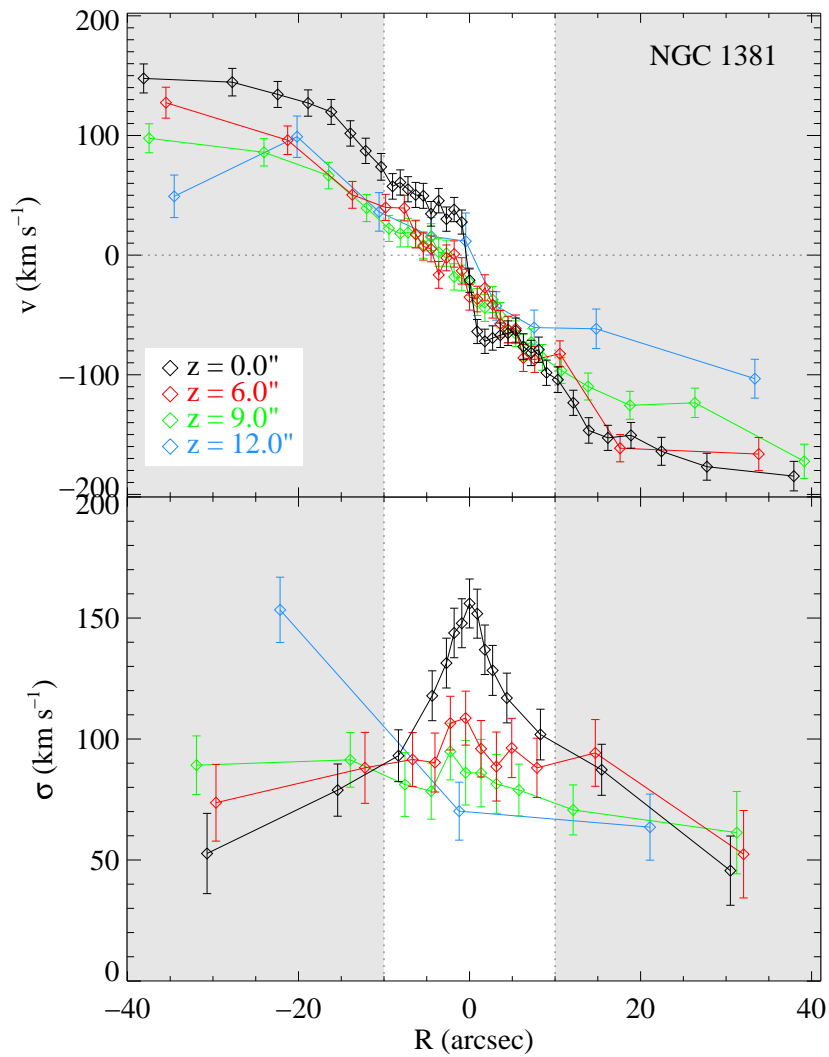 NGC 1381
200
100
0
−100
−200
v (km s−1)
z = 0.0"
z = 6.0"
z = 9.0"
z = 12.0"
200
150
100
50
0
σ (km s−1)
−40 −20 0 20 40
R (arcsec)